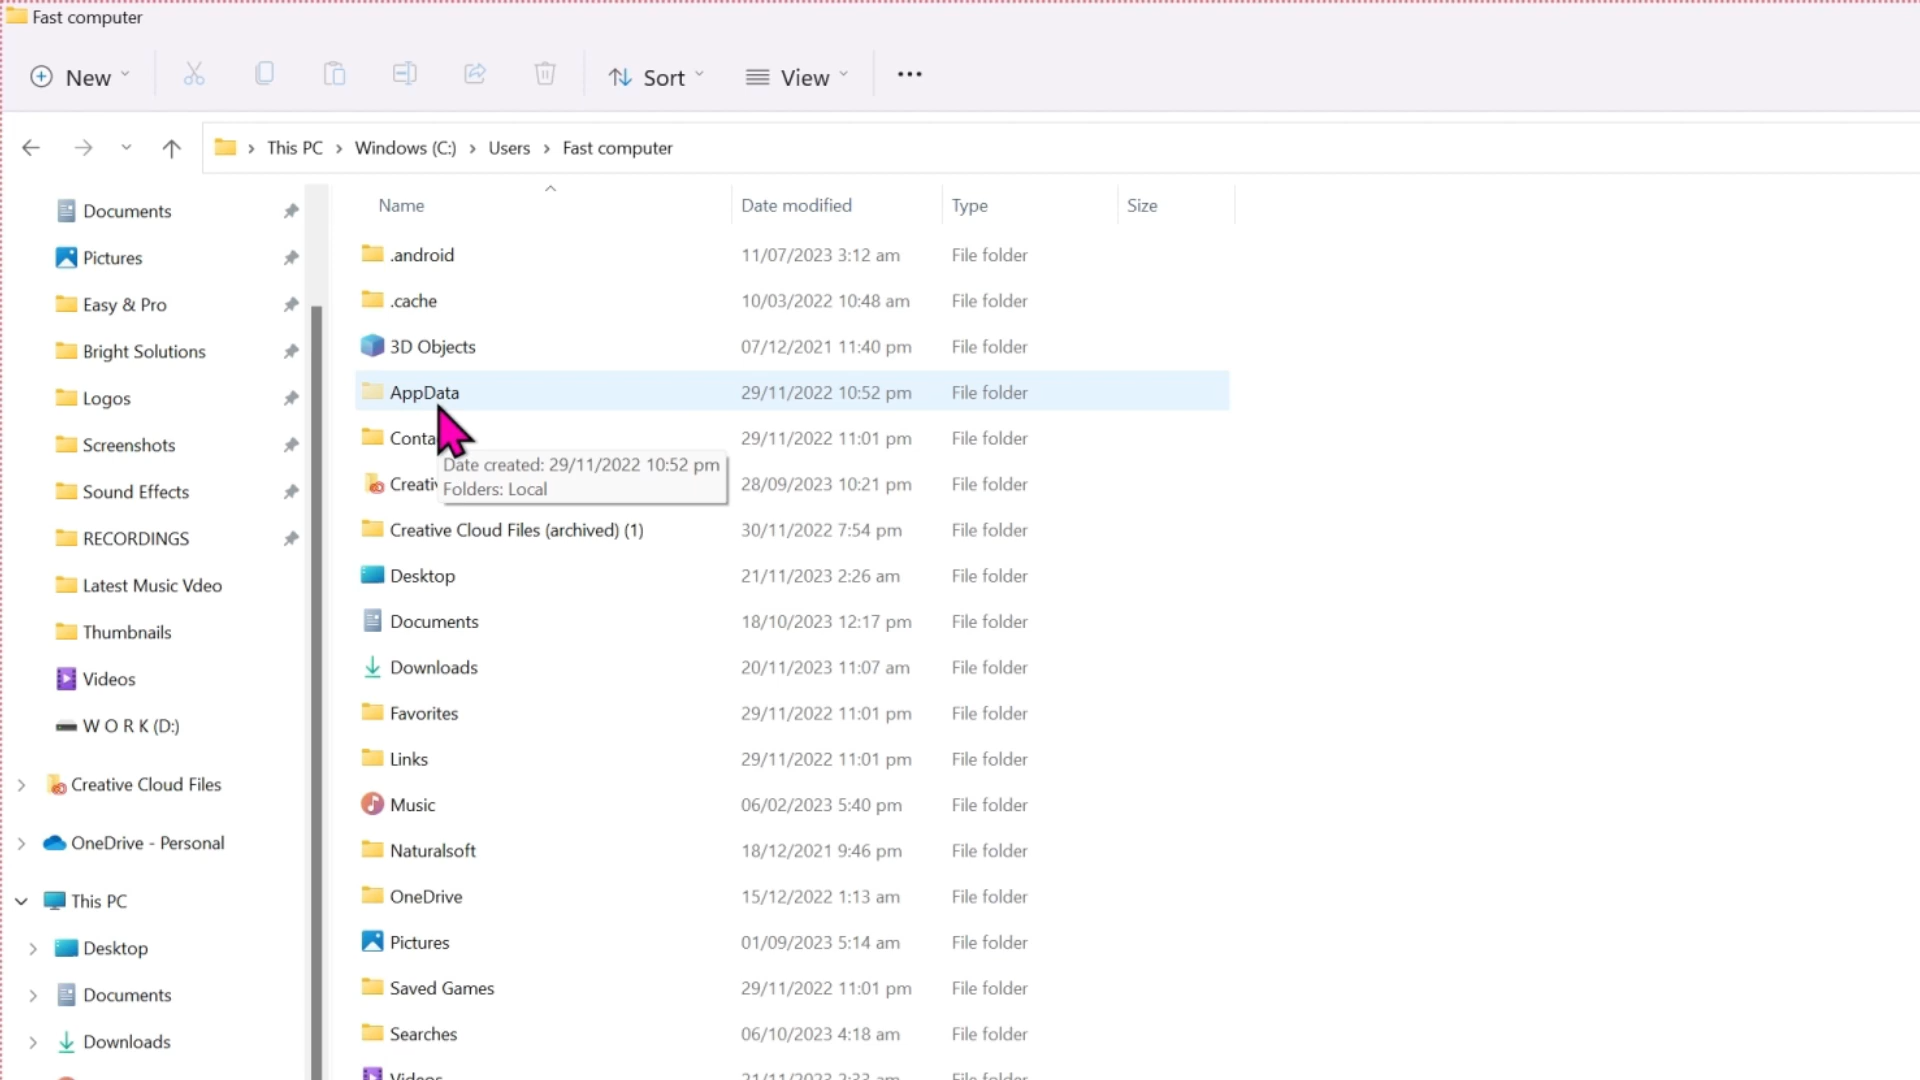 Fast computer
New
Sort
View
This PC > Windows (C:) > Users > Fast computer
Documents
Pictures
Easy & Pro
Bright Solutions
Logos
Screenshots
Sound Effects
RECORDINGS
Latest Music Vdeo
Thumbnails
Videos
W O R K (D:)
Creative Cloud Files
OneDrive - Personal
This PC
Desktop
Documents
Downloads
Name Date modified Type Size
.android 11/07/2023 3:12 am File folder
.cache 10/03/2022 10:48 am File folder
3D Objects 07/12/2021 11:40 pm File folder
AppData 29/11/2022 10:52 pm File folder
Conta 29/11/2022 11:01 pm File folder
Date created: 29/11/2022 10:52 pm
Folders: Local
Creativ 28/09/2023 10:21 pm File folder
Creative Cloud Files (archived) (1) 30/11/2022 7:54 pm File folder
Desktop 21/11/2023 2:26 am File folder
Documents 18/10/2023 12:17 pm File folder
Downloads 20/11/2023 11:07 am File folder
Favorites 29/11/2022 11:01 pm File folder
Links 29/11/2022 11:01 pm File folder
Music 06/02/2023 5:40 pm File folder
Naturalsoft 18/12/2021 9:46 pm File folder
OneDrive 15/12/2022 1:13 am File folder
Pictures 01/09/2023 5:14 am File folder
Saved Games 29/11/2022 11:01 pm File folder
Searches 06/10/2023 4:18 am File folder
Videos 21/11/2023 2:33 am File folder